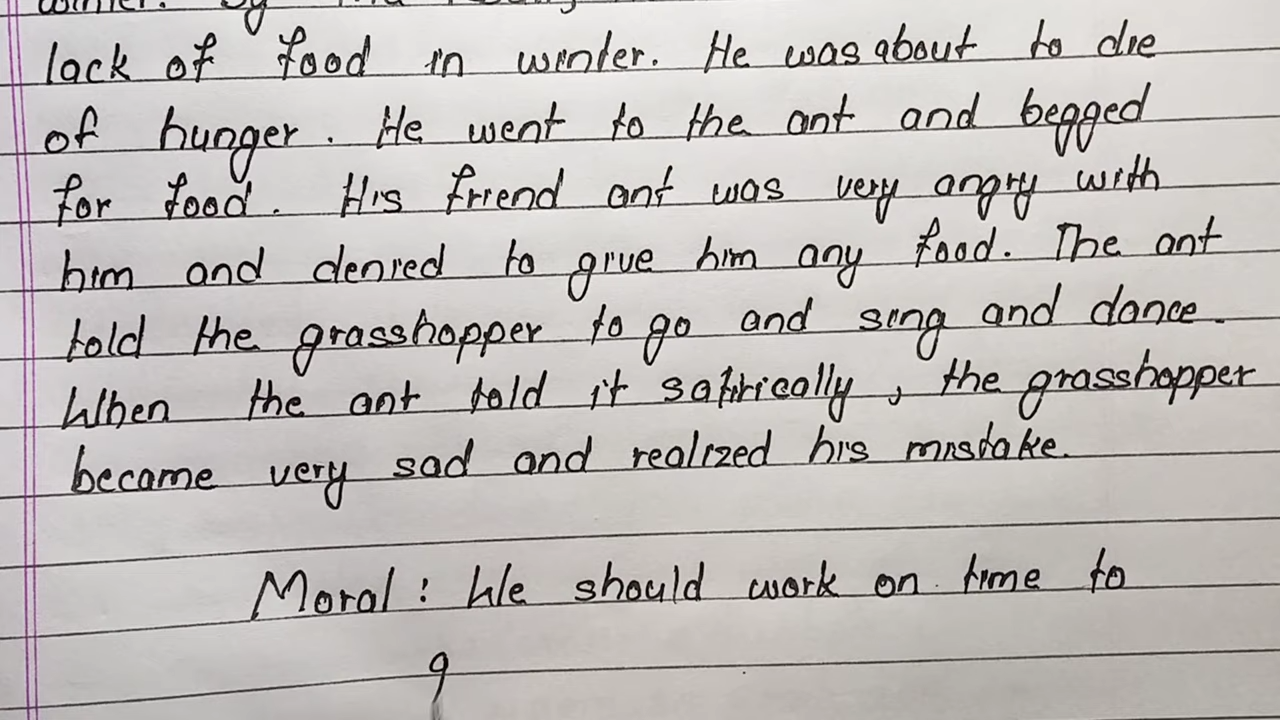 lack of food in winter. He was about to die
of hunger. He went to the ant and begged
for food. His friend ant was very angry with
him and denied to give him any food. The ant
told the grasshopper to go and sing and dance.
When the ant told it satirically, the grasshopper
became very sad and realized his mistake.
Moral: We should work on time to
g